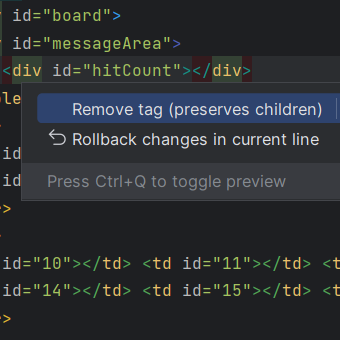 id="board">
id="messageArea">
<div id="hitCount"></div>
ble
Remove tag (preserves children)
id
Rollback changes in current line
id
Press Ctrl+Q to toggle preview
>
id="10"></td> <td id="11"></td> <t
id="14"></td> <td id="15"></td> <t
>